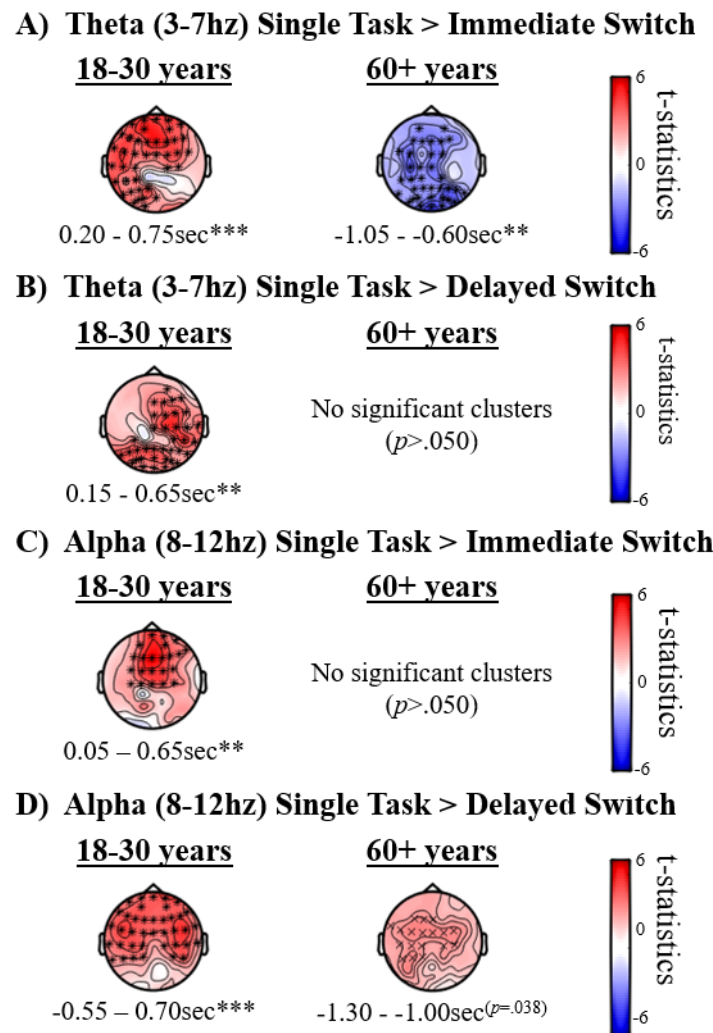 A) Theta (3-7hz) Single Task > Immediate Switch
18-30 years
60+ years
6
0
-6
t-statistics
0.20 - 0.75sec***
-1.05 - -0.60sec**
B) Theta (3-7hz) Single Task > Delayed Switch
18-30 years
60+ years
6
0
-6
t-statistics
No significant clusters
(p>.050)
0.15 - 0.65sec**
C) Alpha (8-12hz) Single Task > Immediate Switch
18-30 years
60+ years
6
0
-6
t-statistics
No significant clusters
(p>.050)
0.05 – 0.65sec**
D) Alpha (8-12hz) Single Task > Delayed Switch
18-30 years
60+ years
6
0
-6
t-statistics
-0.55 – 0.70sec***
-1.30 - -1.00sec(p=.038)